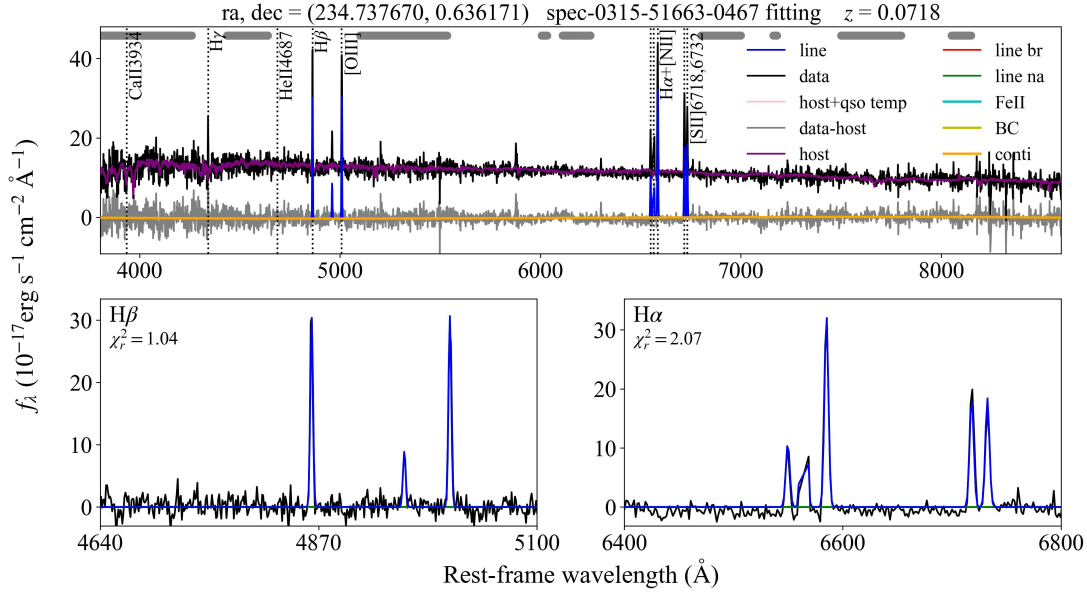 ra, dec = (234.737670, 0.636171) spec-0315-51663-0467 fitting z = 0.0718
CaII3934
Hγ
HeII4687
Hβ
[OIII]
Hα+[NII]
[SII]6718,6732
line
data
host+qso temp
data-host
host
line br
line na
FeII
BC
conti
40
20
0
4000 5000 6000 7000 8000
fλ (10⁻¹⁷erg s⁻¹ cm⁻² Å⁻¹)
Hβ
χ²ᵣ = 1.04
30
20
10
0
4640 4870 5100
Hα
χ²ᵣ = 2.07
30
20
10
0
6400 6600 6800
Rest-frame wavelength (Å)